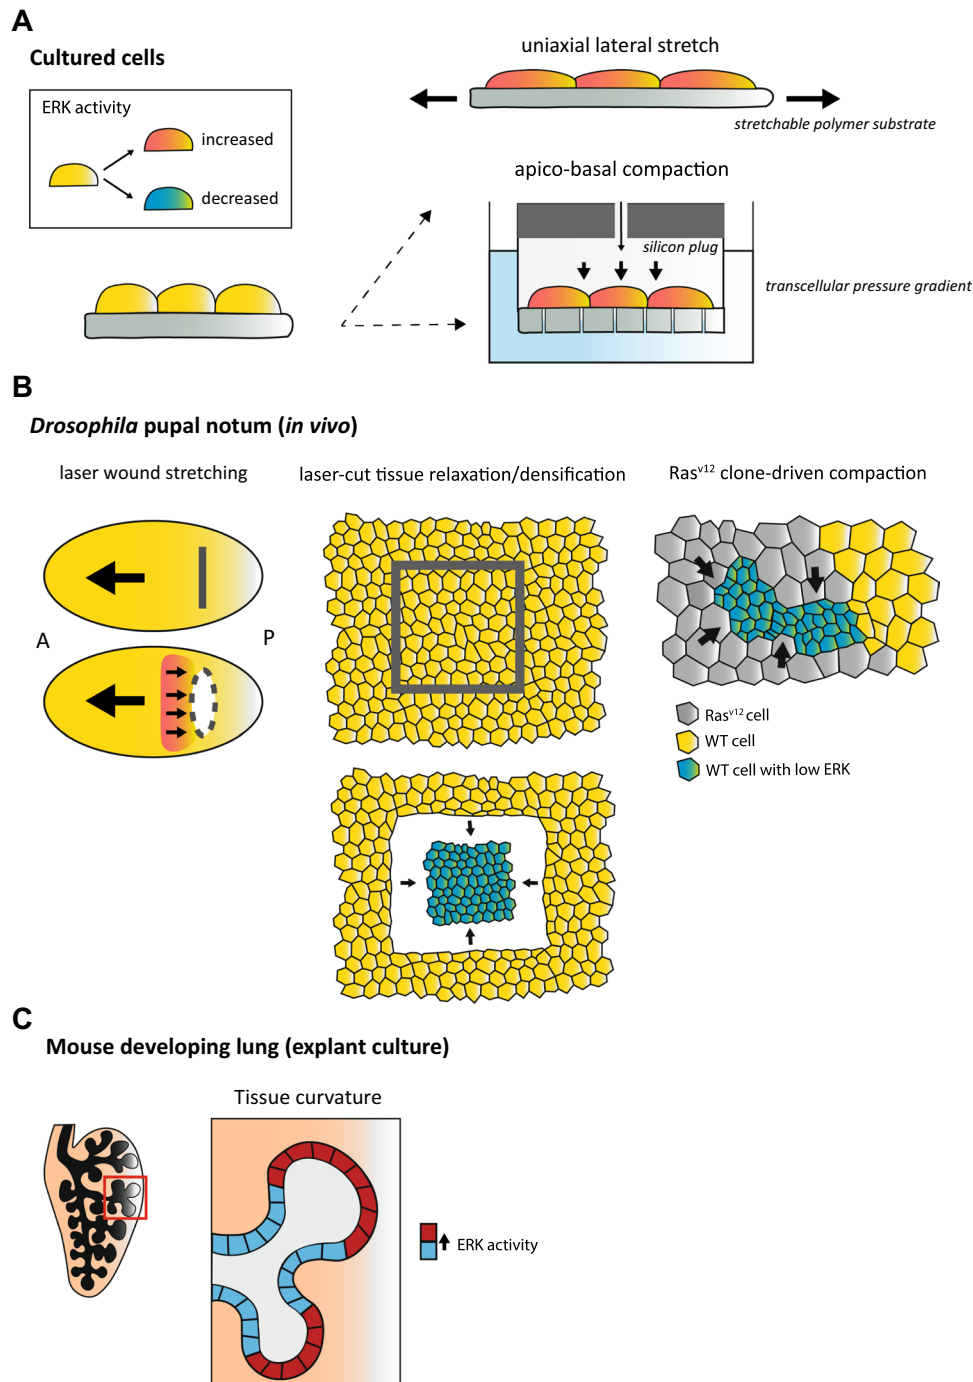 A
Cultured cells
ERK activity
increased
decreased
uniaxial lateral stretch
stretchable polymer substrate
apico-basal compaction
silicon plug
transcellular pressure gradient
B
Drosophila pupal notum (in vivo)
laser wound stretching
A
P
laser-cut tissue relaxation/densification
Rasv12 clone-driven compaction
Rasv12 cell
WT cell
WT cell with low ERK
C
Mouse developing lung (explant culture)
Tissue curvature
ERK activity